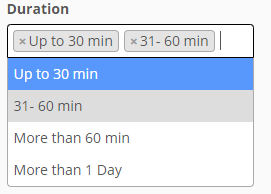 Duration
×Up to 30 min ×31- 60 min
Up to 30 min
31- 60 min
More than 60 min
More than 1 Day